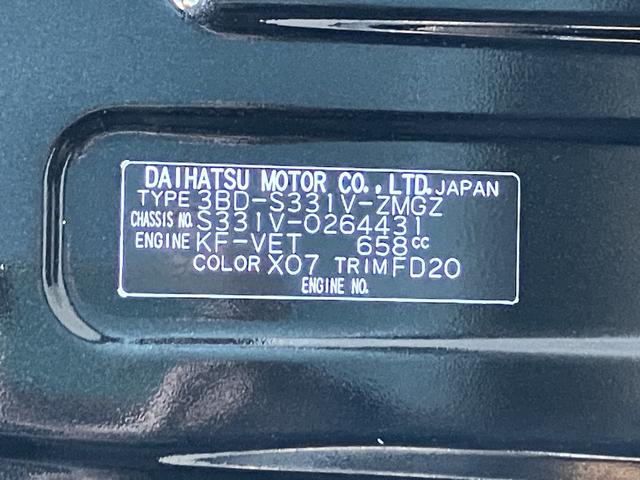 DAIHATSU MOTOR CO.,LTD. JAPAN
TYPE 3BD-S331V-ZMGZ
CHASSIS NO. S331V-0264431
ENGINE KF-VET 658cc
COLOR X07 TRIM FD20
ENGINE NO.